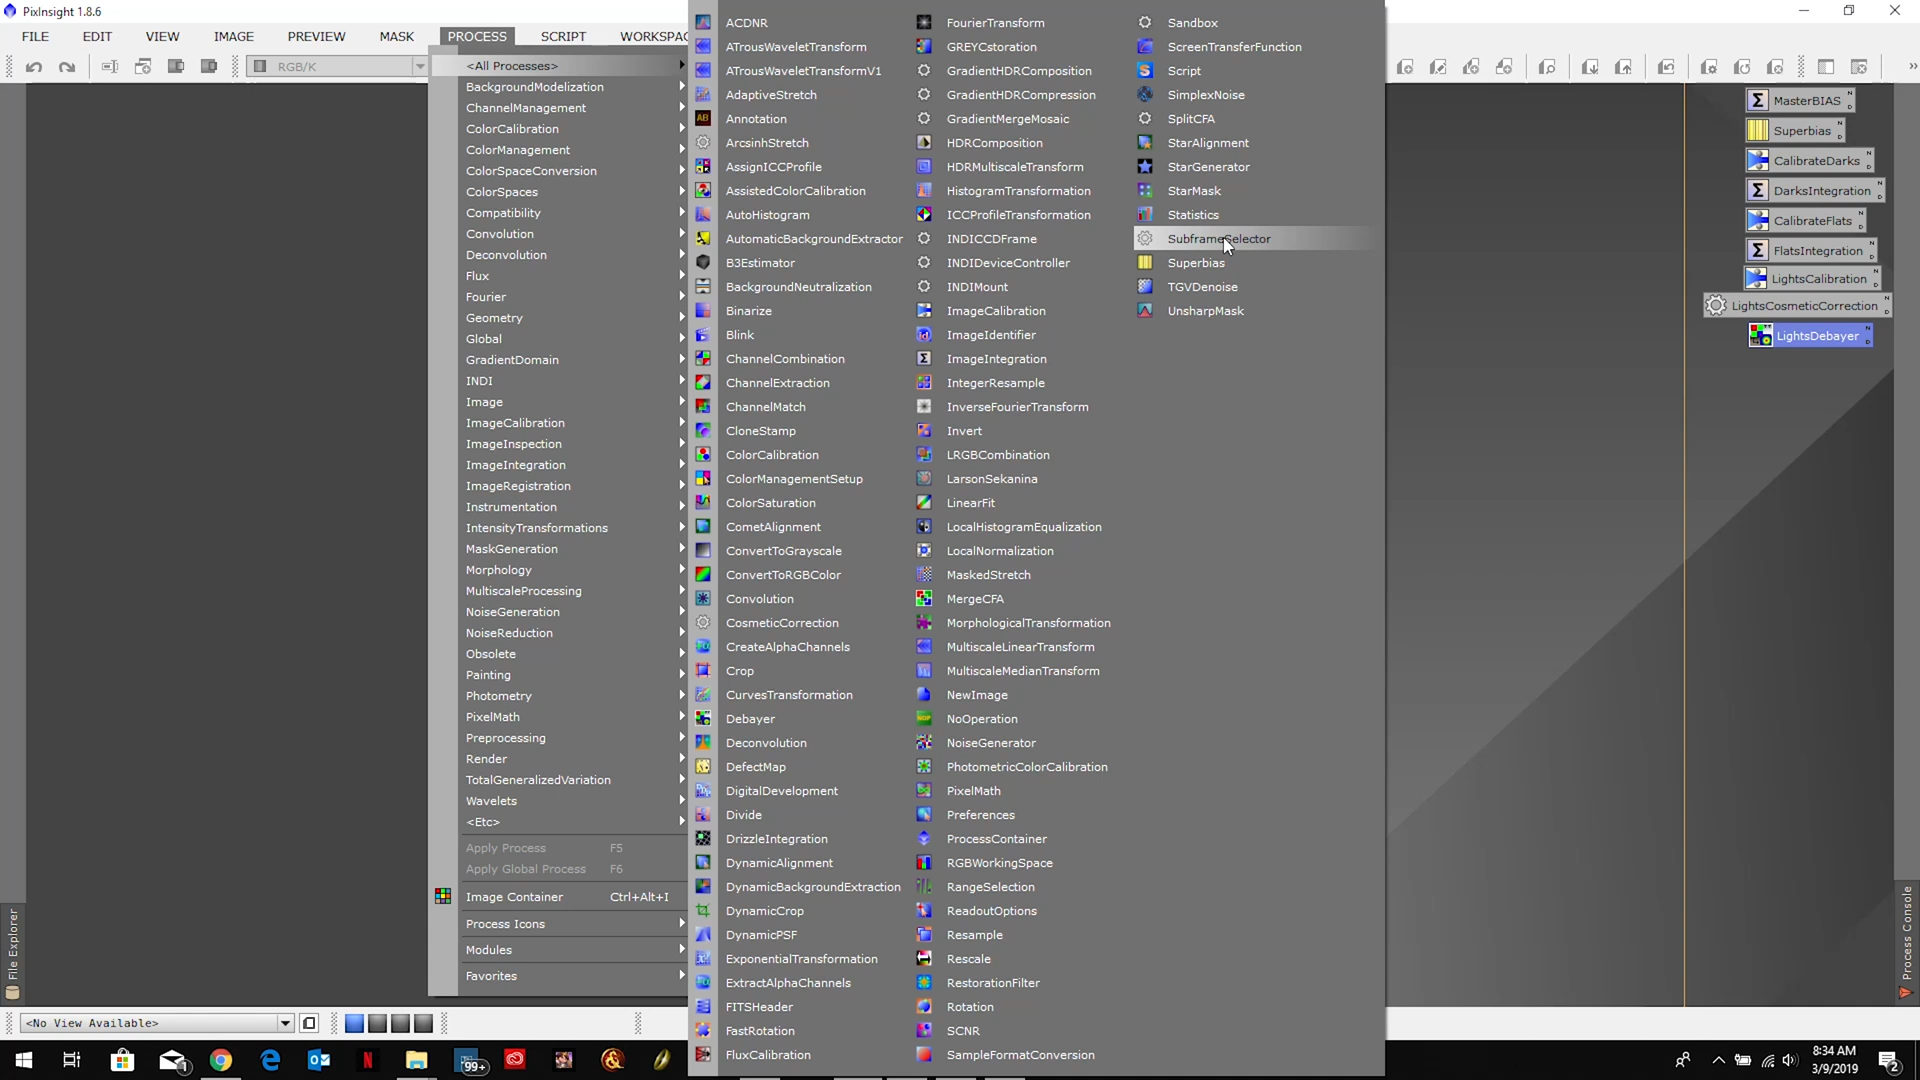 PixInsight 1.8.6
FILE EDIT VIEW IMAGE PREVIEW MASK PROCESS SCRIPT WORKSPAC
RGB/K
<All Processes>
BackgroundModelization
ChannelManagement
ColorCalibration
ColorManagement
ColorSpaceConversion
ColorSpaces
Compatibility
Convolution
Deconvolution
Flux
Fourier
Geometry
Global
GradientDomain
INDI
Image
ImageCalibration
ImageInspection
ImageIntegration
ImageRegistration
Instrumentation
IntensityTransformations
MaskGeneration
Morphology
MultiscaleProcessing
NoiseGeneration
NoiseReduction
Obsolete
Painting
Photometry
PixelMath
Preprocessing
Render
TotalGeneralizedVariation
Wavelets
<Etc>
Apply Process F5
Apply Global Process F6
Image Container Ctrl+Alt+I
Process Icons
Modules
Favorites
ACDNR
ATrousWaveletTransform
ATrousWaveletTransformV1
AdaptiveStretch
Annotation
ArcsinhStretch
AssignICCProfile
AssistedColorCalibration
AutoHistogram
AutomaticBackgroundExtractor
B3Estimator
BackgroundNeutralization
Binarize
Blink
ChannelCombination
ChannelExtraction
ChannelMatch
CloneStamp
ColorCalibration
ColorManagementSetup
ColorSaturation
CometAlignment
ConvertToGrayscale
ConvertToRGBColor
Convolution
CosmeticCorrection
CreateAlphaChannels
Crop
CurvesTransformation
Debayer
Deconvolution
DefectMap
DigitalDevelopment
Divide
DrizzleIntegration
DynamicAlignment
DynamicBackgroundExtraction
DynamicCrop
DynamicPSF
ExponentialTransformation
ExtractAlphaChannels
FITSHeader
FastRotation
FluxCalibration
FourierTransform
GREYCstoration
GradientHDRComposition
GradientHDRCompression
GradientMergeMosaic
HDRComposition
HDRMultiscaleTransform
HistogramTransformation
ICCProfileTransformation
INDICCDFrame
INDIDeviceController
INDIMount
ImageCalibration
ImageIdentifier
ImageIntegration
IntegerResample
InverseFourierTransform
Invert
LRGBCombination
LarsonSekanina
LinearFit
LocalHistogramEqualization
LocalNormalization
MaskedStretch
MergeCFA
MorphologicalTransformation
MultiscaleLinearTransform
MultiscaleMedianTransform
NewImage
NoOperation
NoiseGenerator
PhotometricColorCalibration
PixelMath
Preferences
ProcessContainer
RGBWorkingSpace
RangeSelection
ReadoutOptions
Resample
Rescale
RestorationFilter
Rotation
SCNR
SampleFormatConversion
Sandbox
ScreenTransferFunction
Script
SimplexNoise
SplitCFA
StarAlignment
StarGenerator
StarMask
Statistics
SubframeSelector
Superbias
TGVDenoise
UnsharpMask
MasterBIAS
Superbias
CalibrateDarks
DarksIntegration
CalibrateFlats
FlatsIntegration
LightsCalibration
LightsCosmeticCorrection
LightsDebayer
File Explorer
Process Console
<No View Available>
99+
8:34 AM
3/9/2019